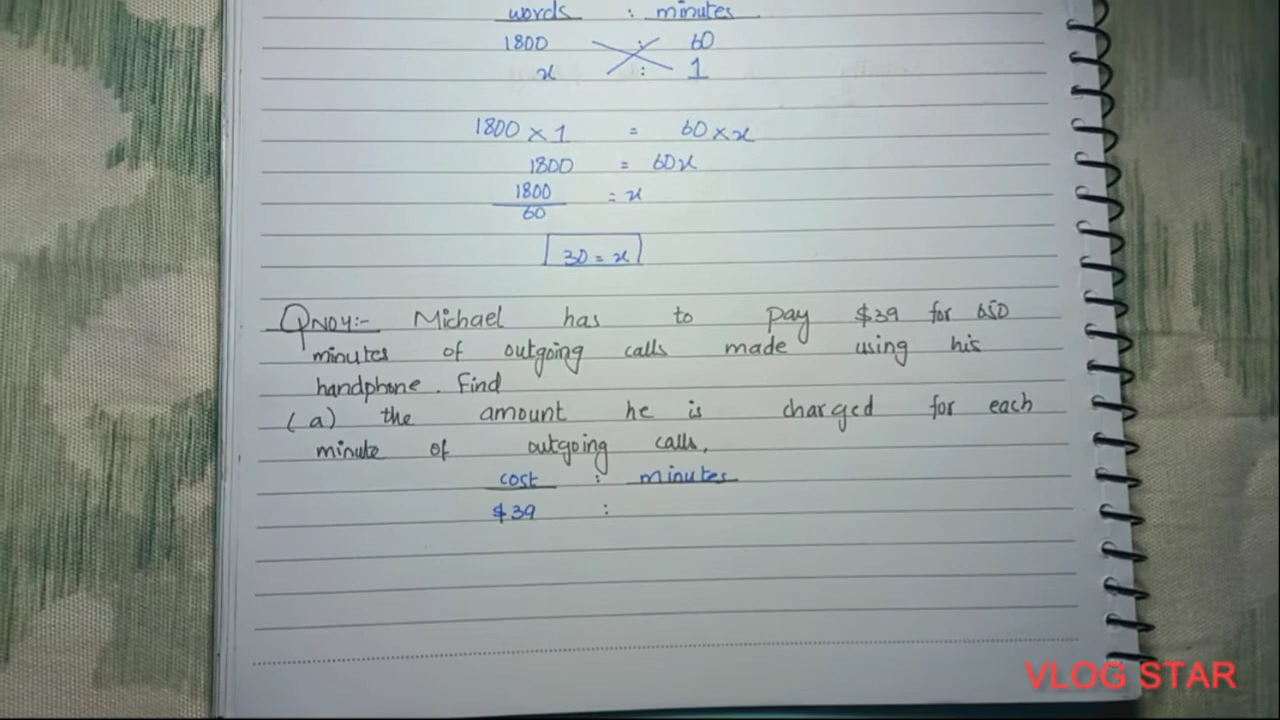 words : minutes
1800 : 60
x : 1
1800 × 1 = 60 × x
1800 = 60x
1800
60
= x
30 = x
QNO4:- Michael has to pay $39 for 650
minutes of outgoing calls made using his
handphone. Find
(a) the amount he is charged for each
minute of outgoing calls.
cost : minutes
$39 :
VLOG STAR